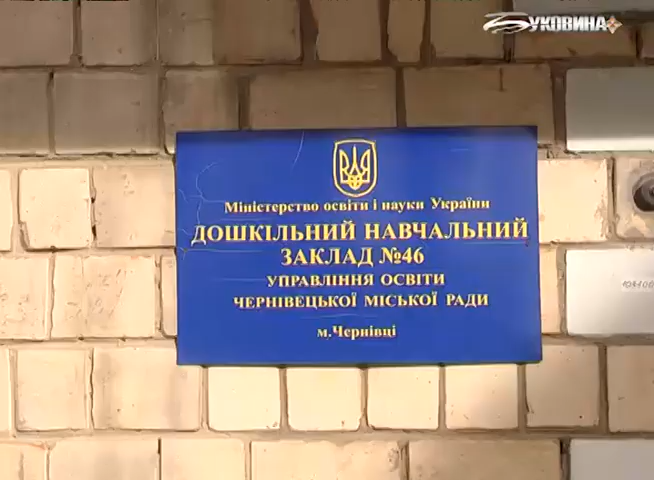 БУКОВИНА
Міністерство освіти і науки України
ДОШКІЛЬНИЙ НАВЧАЛЬНИЙ
ЗАКЛАД №46
УПРАВЛІННЯ ОСВІТИ
ЧЕРНІВЕЦЬКОЇ МІСЬКОЇ РАДИ
м.Чернівці